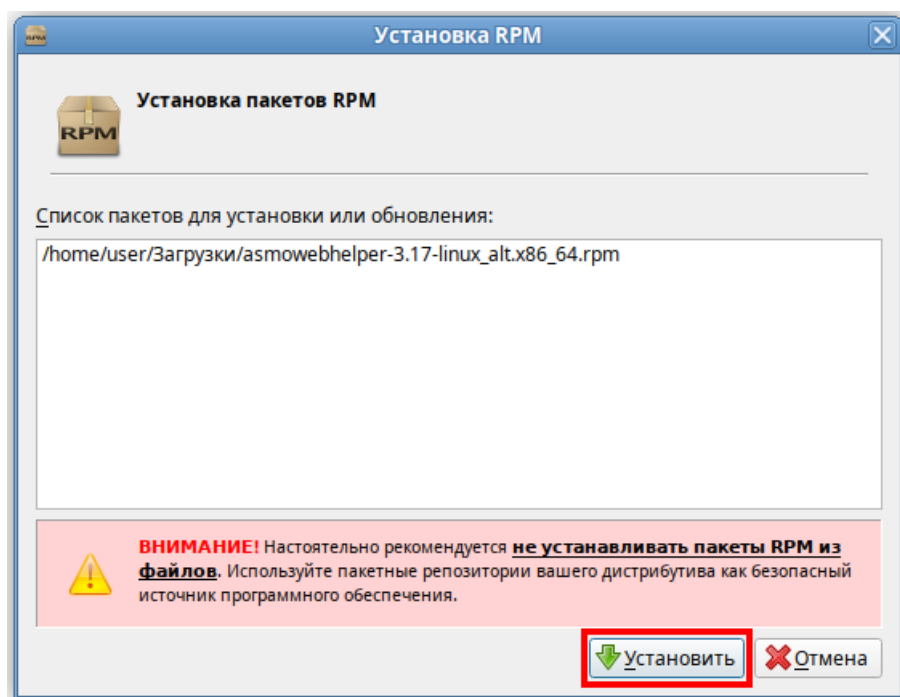 Установка RPM
Установка пакетов RPM
RPM
Список пакетов для установки или обновления:
/home/user/Загрузки/asmowebhelper-3.17-linux_alt.x86_64.rpm
ВНИМАНИЕ! Настоятельно рекомендуется не устанавливать пакеты RPM из
файлов. Используйте пакетные репозитории вашего дистрибутива как безопасный
источник программного обеспечения.
Установить
Отмена